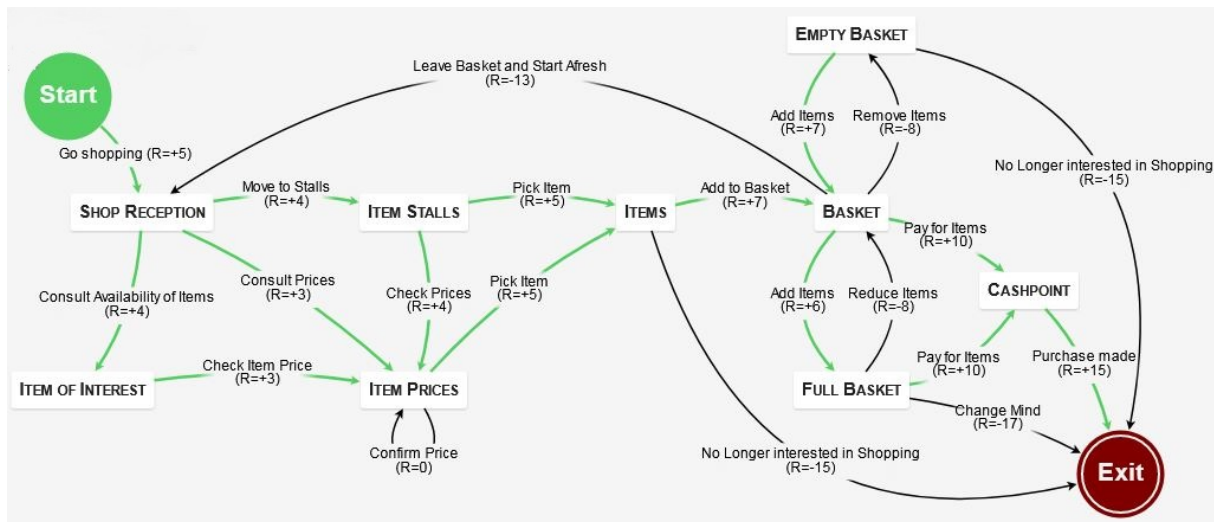 EMPTY BASKET
Leave Basket and Start Afresh
(R=-13)
Start
Add Items
(R=+7)
Remove Items
(R=-8)
Go shopping (R=+5)
No Longer interested in Shopping
(R=-15)
Move to Stalls
(R=+4)
Pick Item
(R=+5)
Add to Basket
(R=+7)
SHOP RECEPTION
ITEM STALLS
ITEMS
BASKET
Pay for Items
(R=+10)
Consult Prices
(R=+3)
Pick Item
(R=+5)
Consult Availability of Items
(R=+4)
Check Prices
(R=+4)
Add Items
(R=+6)
Reduce Items
(R=-8)
CASHPOINT
Check Item Price
(R=+3)
Pay for Items
(R=+10)
Purchase made
(R=+15)
ITEM OF INTEREST
ITEM PRICES
FULL BASKET
Change Mind
(R=-17)
Confirm Price
(R=0)
No Longer interested in Shopping
(R=-15)
Exit